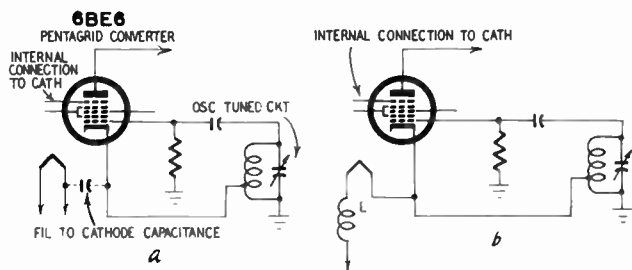 6BE6
PENTAGRID CONVERTER
INTERNAL
CONNECTION
TO CATH
OSC TUNED CKT
FIL TO CATHODE CAPACITANCE
a
INTERNAL CONNECTION TO CATH
L
b